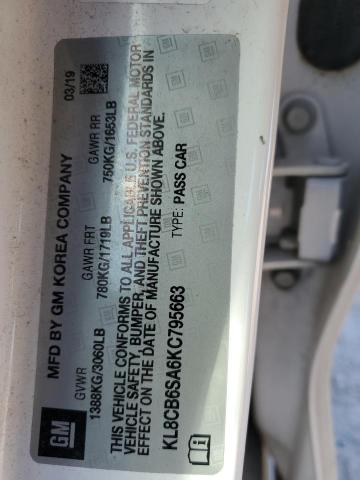 MFD BY GM KOREA COMPANY 03/19
GVWR GAWR FRT GAWR RR
1388KG/3060LB 780KG/1719LB 750KG/1653LB
THIS VEHICLE CONFORMS TO ALL APPLICABLE U.S. FEDERAL MOTOR
VEHICLE SAFETY, BUMPER, AND THEFT PREVENTION STANDARDS IN
EFFECT ON THE DATE OF MANUFACTURE SHOWN ABOVE.
KL8CB6SA6KC795663 TYPE: PASS CAR
GM